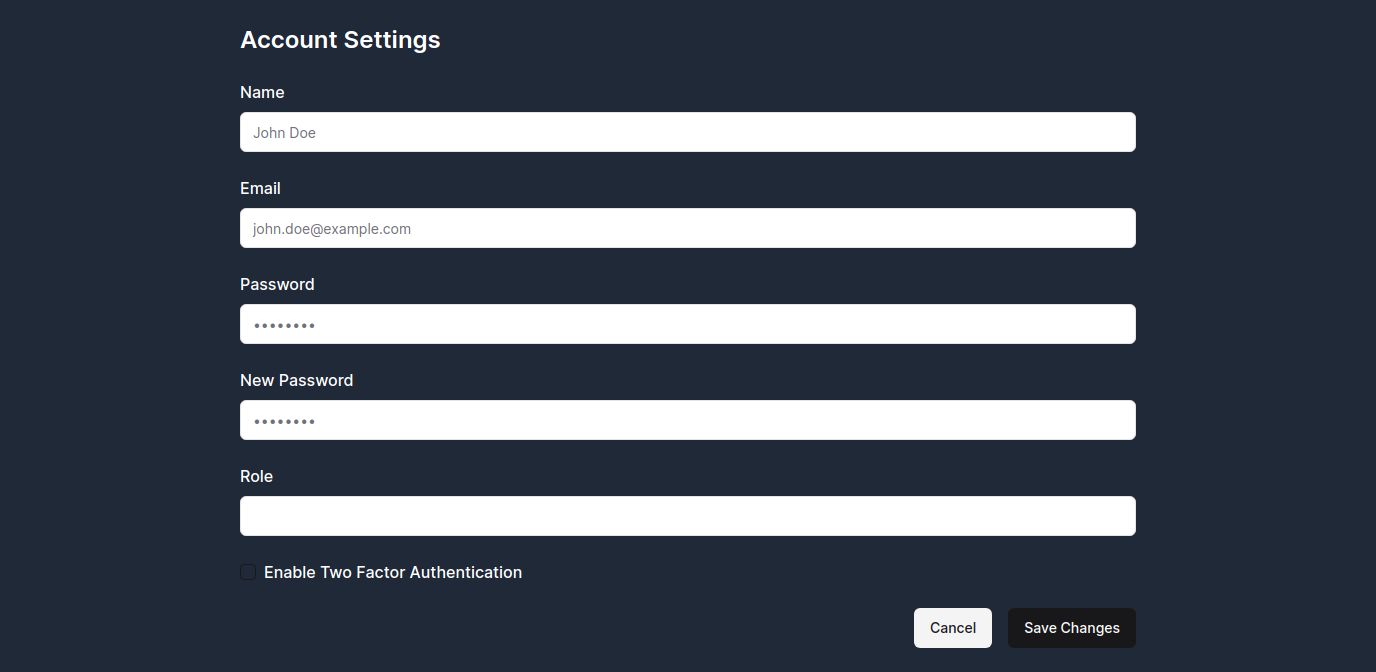 Account Settings
Name
John Doe
Email
john.doe@example.com
Password
••••••••
New Password
••••••••
Role
Enable Two Factor Authentication
Cancel
Save Changes